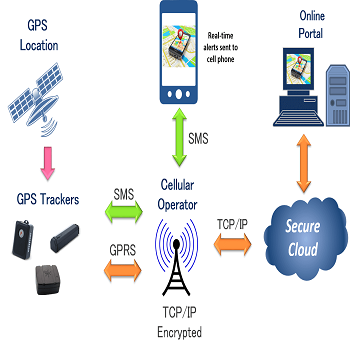 GPS
Location
Real-time
alerts sent to
cell phone
Online
Portal
SMS
GPS Trackers
SMS
GPRS
Cellular
Operator
TCP/IP
Secure
Cloud
TCP/IP
Encrypted